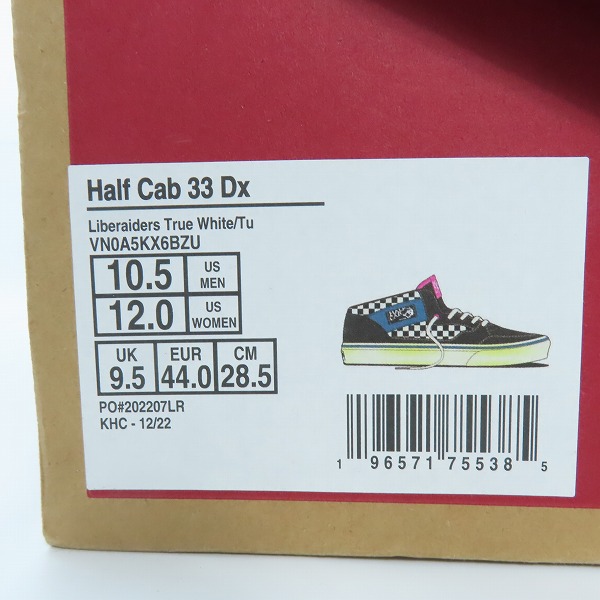 Half Cab 33 Dx
Liberaiders True White/Tu
VN0A5KX6BZU
10.5 US MEN
12.0 US WOMEN
UK EUR CM
9.5 44.0 28.5
PO#202207LR
KHC - 12/22
1 96571 75538 5